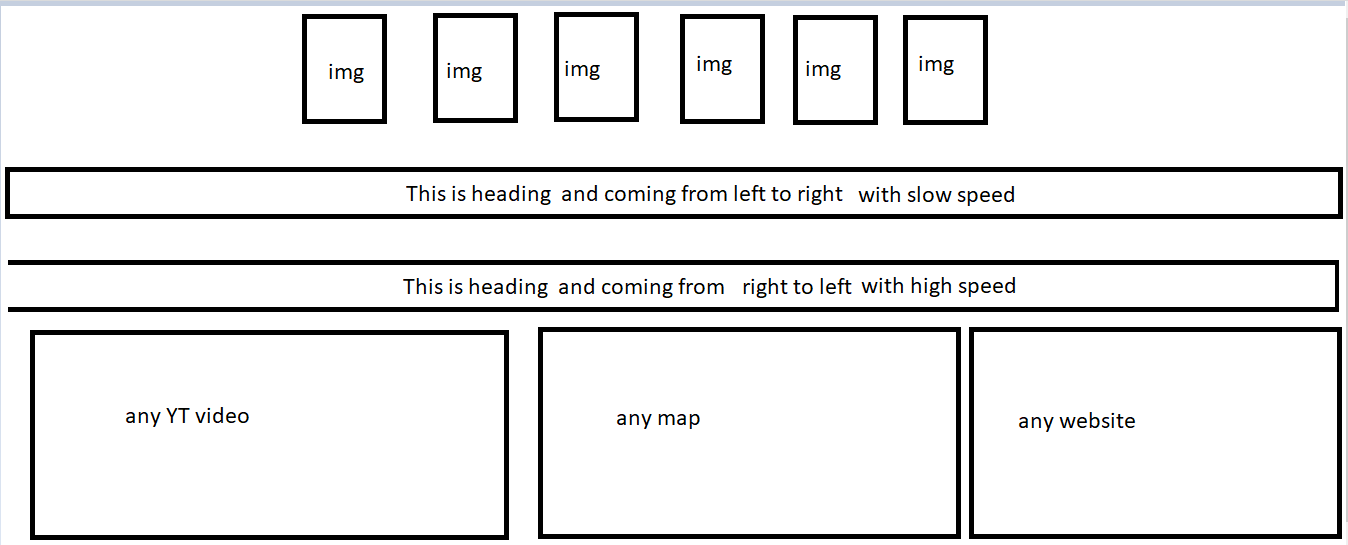 img img img img img img
This is heading and coming from left to right with slow speed
This is heading and coming from right to left with high speed
any YT video any map any website